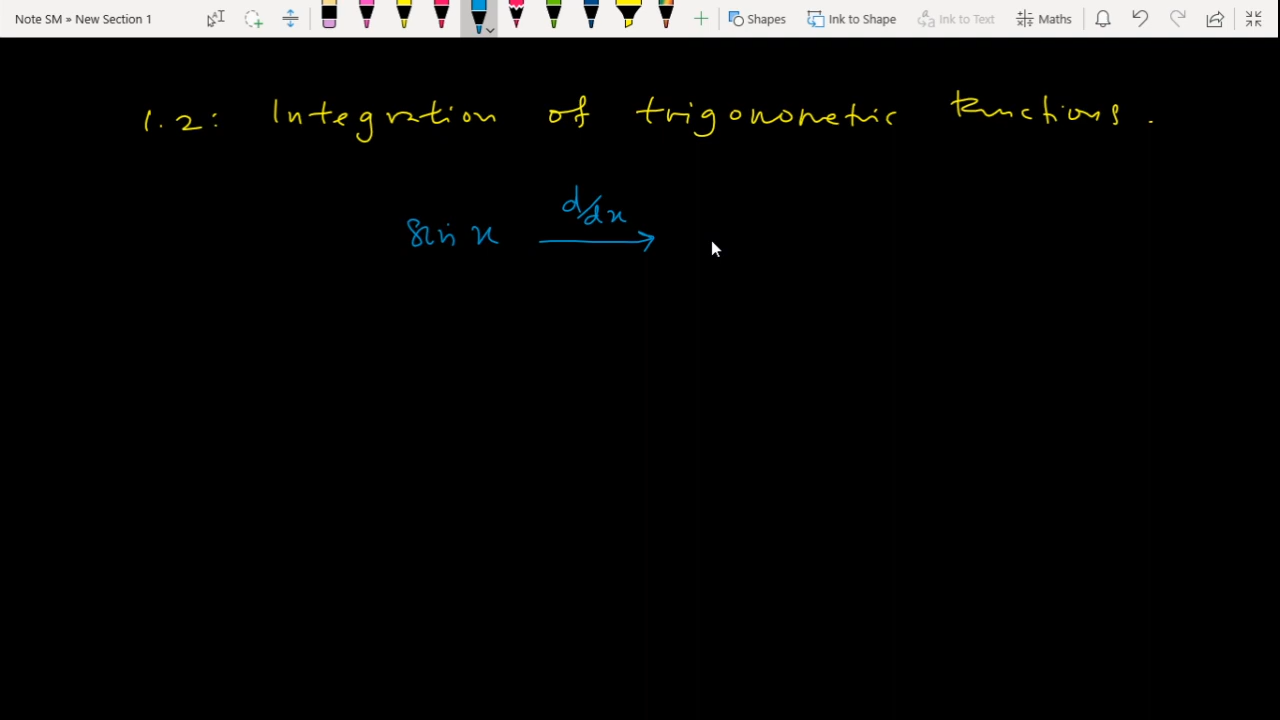 Note SM » New Section 1
Shapes Ink to Shape Ink to Text Maths
1.2: Integration of trigonometric functions.
d/dx
sin x